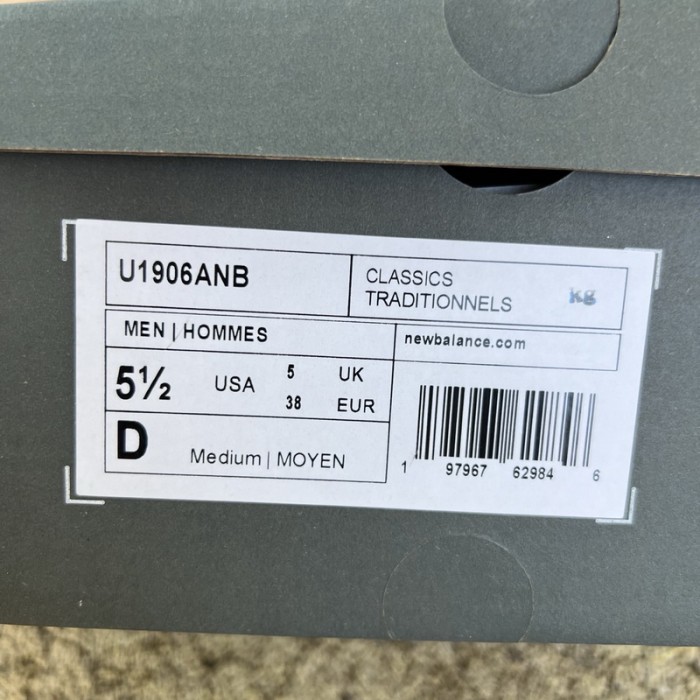 U1906ANB
CLASSICS
TRADITIONNELS
kg
MEN | HOMMES
newbalance.com
5½ USA 5 UK
38 EUR
D Medium | MOYEN
1 97967 62984 6